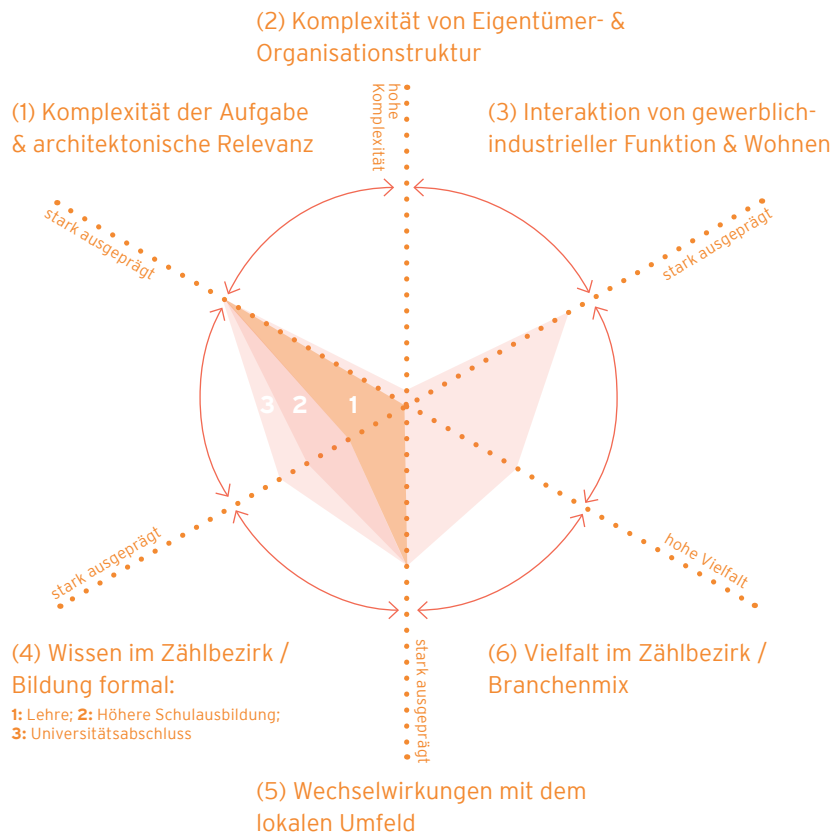 (2) Komplexität von Eigentümer- &
Organisationstruktur
(1) Komplexität der Aufgabe
& architektonische Relevanz
hohe
Komplexität
(3) Interaktion von gewerblich-
industrieller Funktion & Wohnen
stark ausgeprägt
stark ausgeprägt
3
2
1
stark ausgeprägt
hohe Vielfalt
(4) Wissen im Zählbezirk /
Bildung formal:
1: Lehre; 2: Höhere Schulausbildung;
3: Universitätsabschluss
stark ausgeprägt
(6) Vielfalt im Zählbezirk /
Branchenmix
(5) Wechselwirkungen mit dem
lokalen Umfeld